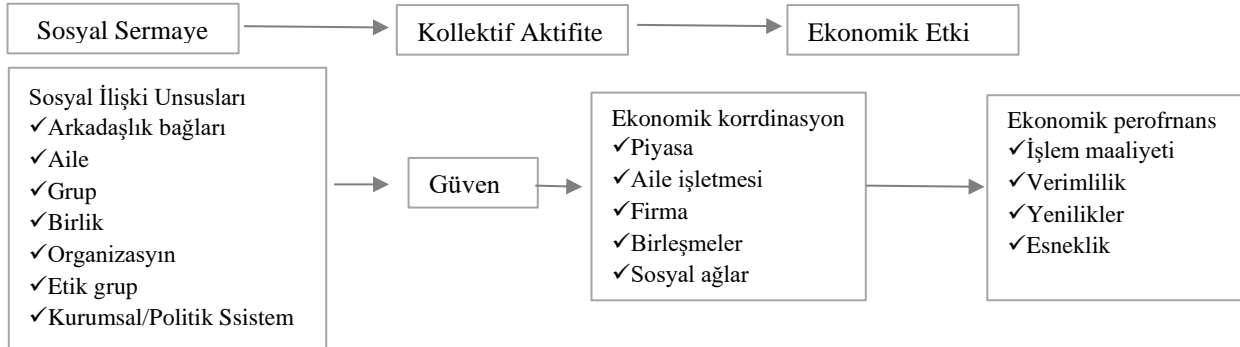 Sosyal Sermaye
Kollektif Aktifite
Ekonomik Etki
Sosyal İlişki Unsusları
✓Arkadaşlık bağları
✓Aile
✓Grup
✓Birlik
✓Organizasyın
✓Etik grup
✓Kurumsal/Politik Ssistem
Güven
Ekonomik korrdinasyon
✓Piyasa
✓Aile işletmesi
✓Firma
✓Birleşmeler
✓Sosyal ağlar
Ekonomik perofrnans
✓İşlem maaliyeti
✓Verimlilik
✓Yenilikler
✓Esneklik